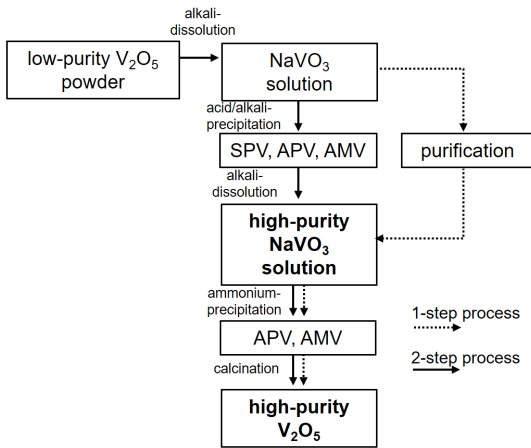 alkali-
dissolution
low-purity V₂O₅
powder
NaVO₃
solution
acid/alkali-
precipitation
SPV, APV, AMV
purification
alkali-
dissolution
high-purity
NaVO₃
solution
ammonium-
precipitation
1-step process
APV, AMV
2-step process
calcination
high-purity
V₂O₅